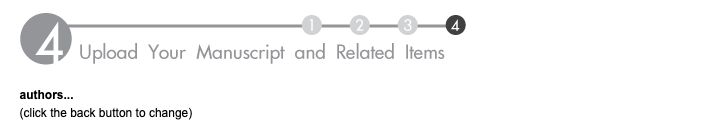 1 2 3 4
4 Upload Your Manuscript and Related Items
authors...
(click the back button to change)